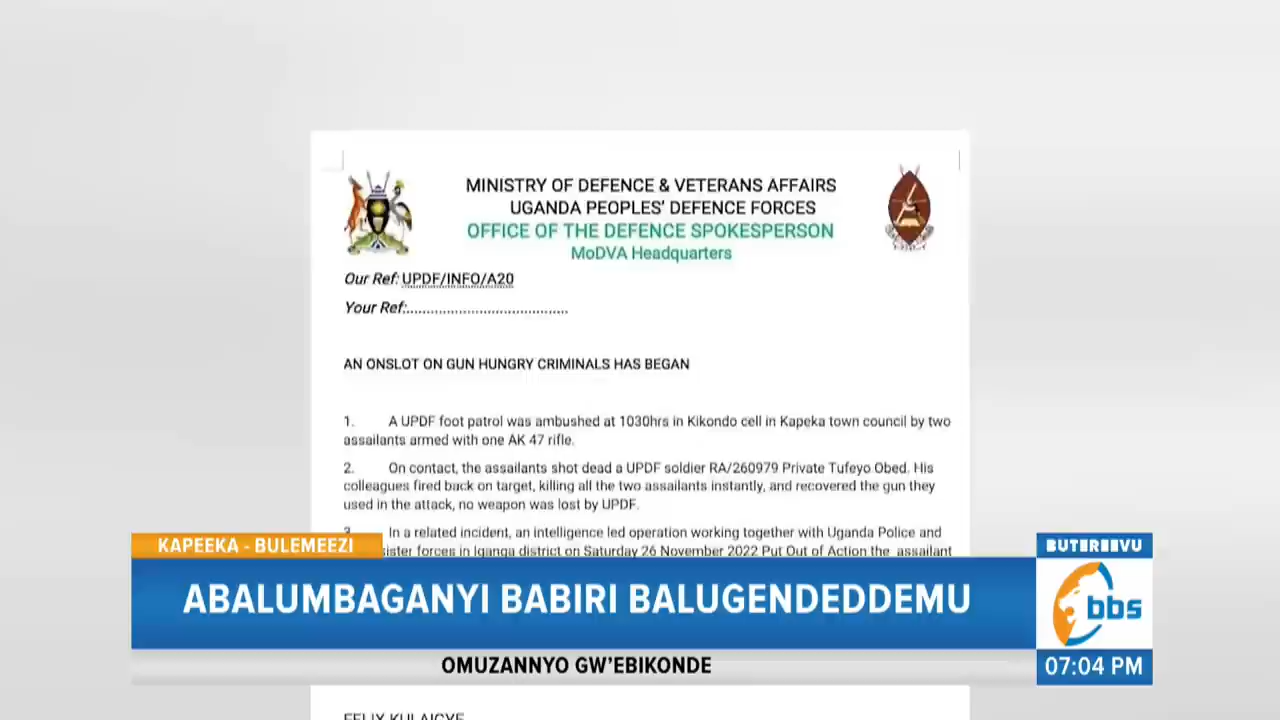 MINISTRY OF DEFENCE & VETERANS AFFAIRS
UGANDA PEOPLES' DEFENCE FORCES
OFFICE OF THE DEFENCE SPOKESPERSON
MoDVA Headquarters
Our Ref: UPDF/INFO/A20
Your Ref:.......................................
AN ONSLOT ON GUN HUNGRY CRIMINALS HAS BEGAN
1. A UPDF foot patrol was ambushed at 1030hrs in Kikondo cell in Kapeka town council by two
assailants armed with one AK 47 rifle.
2. On contact, the assailants shot dead a UPDF soldier RA/260979 Private Tufeyo Obed. His
colleagues fired back on target, killing all the two assailants instantly, and recovered the gun they
used in the attack, no weapon was lost by UPDF.
3. In a related incident, an intelligence led operation working together with Uganda Police and
sister forces in Iganga district on Saturday 26 November 2022 Put Out of Action the assailant
KAPEEKA - BULEMEEZI
ABALUMBAGANYI BABIRI BALUGENDEDDEMU
OMUZANNYO GW'EBIKONDE
BUTEREEVU
bbs
07:04 PM
FELIX KULAIGYE